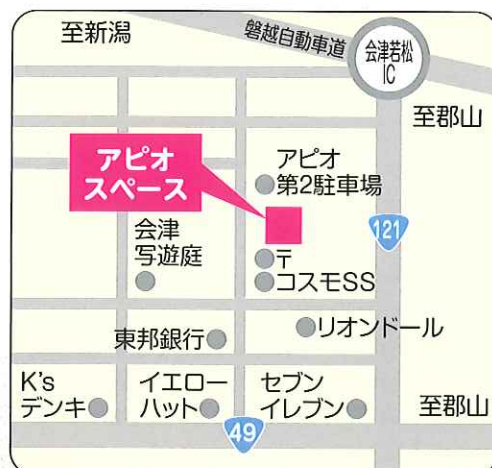 至新潟
磐越自動車道
会津若松
IC
至郡山
アピオ
スペース
アピオ
第2駐車場
会津
写遊庭
121
〒
コスモSS
リオンドール
東邦銀行
K's
デンキ
イエロー
ハット
セブン
イレブン
至郡山
49